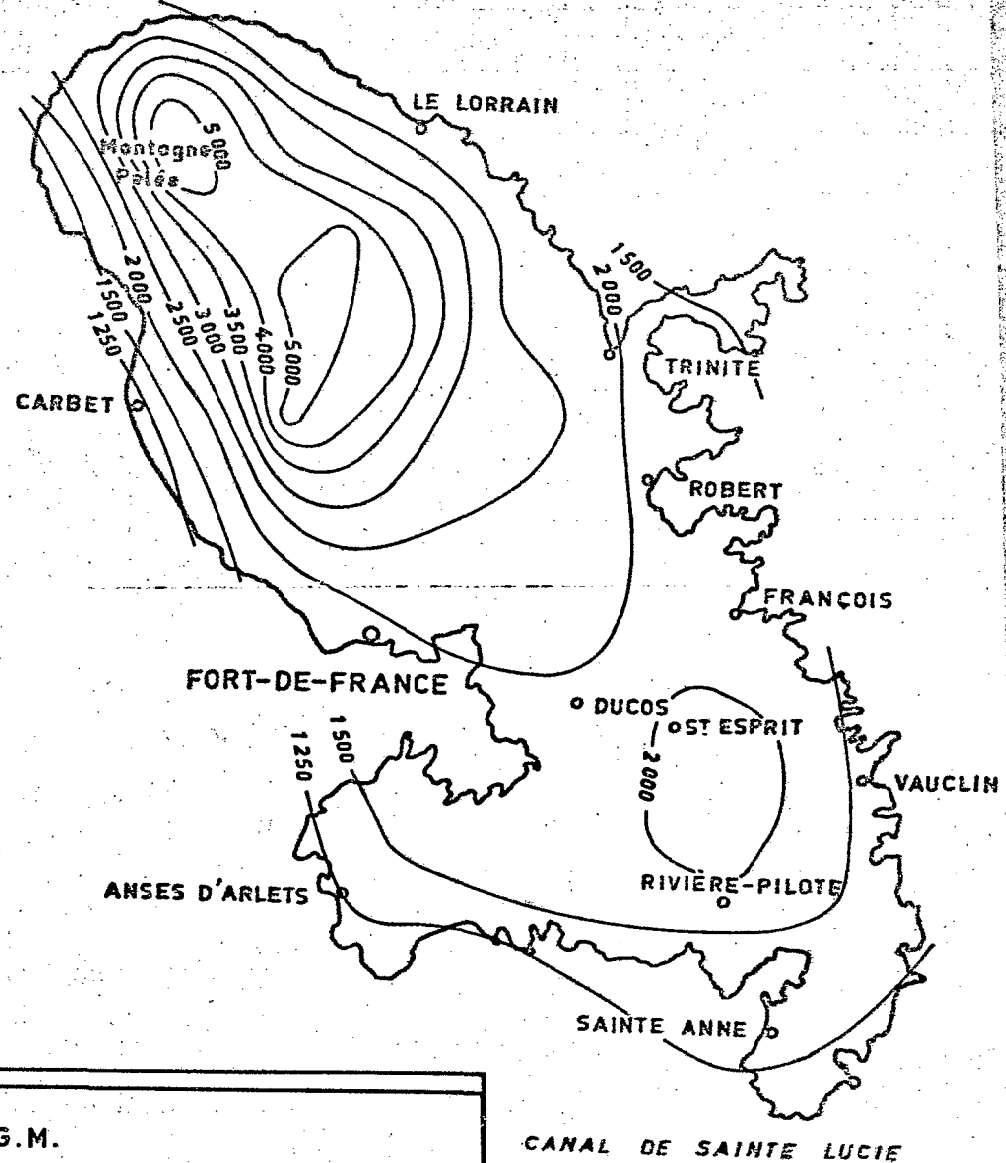 LE LORRAIN
Montagne
Pelée
5000
1500
2000
2000
1500
1250
2500
3000
3500
4000
5000
TRINITÉ
CARBET
ROBERT
FRANÇOIS
FORT-DE-FRANCE
DUCOS
ST ESPRIT
1250
1500
2000
VAUCLIN
ANSES D'ARLETS
RIVIÈRE-PILOTE
SAINTE ANNE
G.M.
CANAL DE SAINTE LUCIE